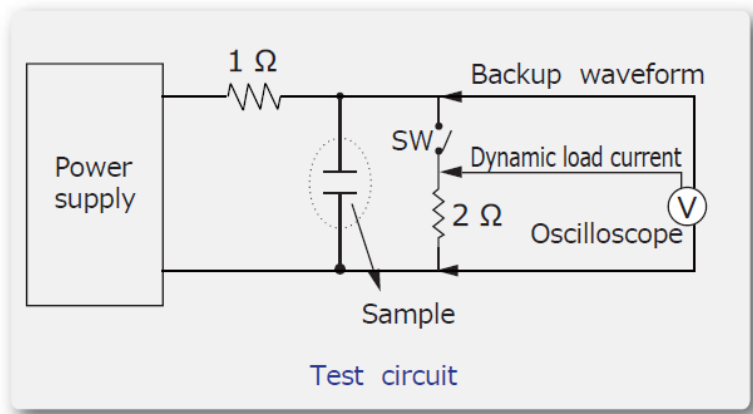 1 Ω
Backup waveform
SW
Dynamic load current
Power
supply
2 Ω
V
Oscilloscope
Sample
Test circuit